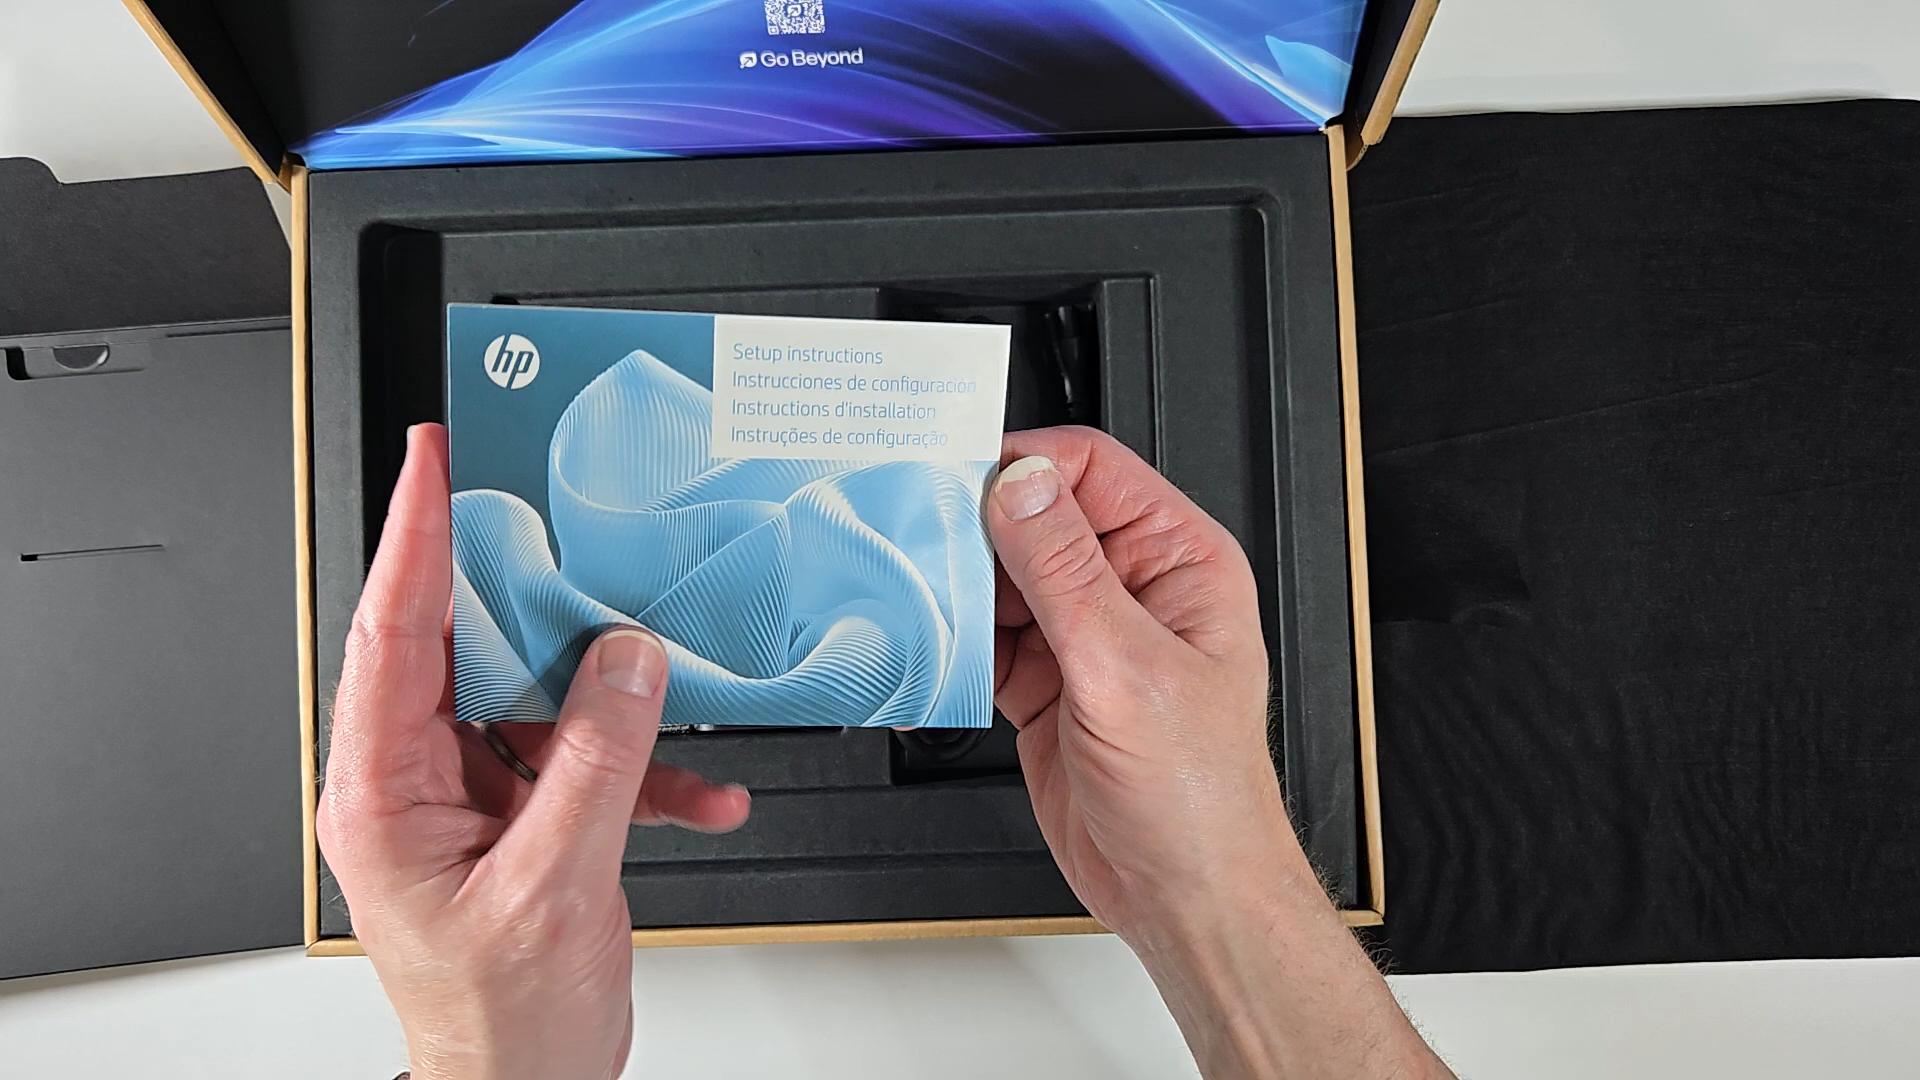 Go Beyond
hp
Setup instructions
Instrucciones de configuración
Instructions d'installation
Instruções de configuração